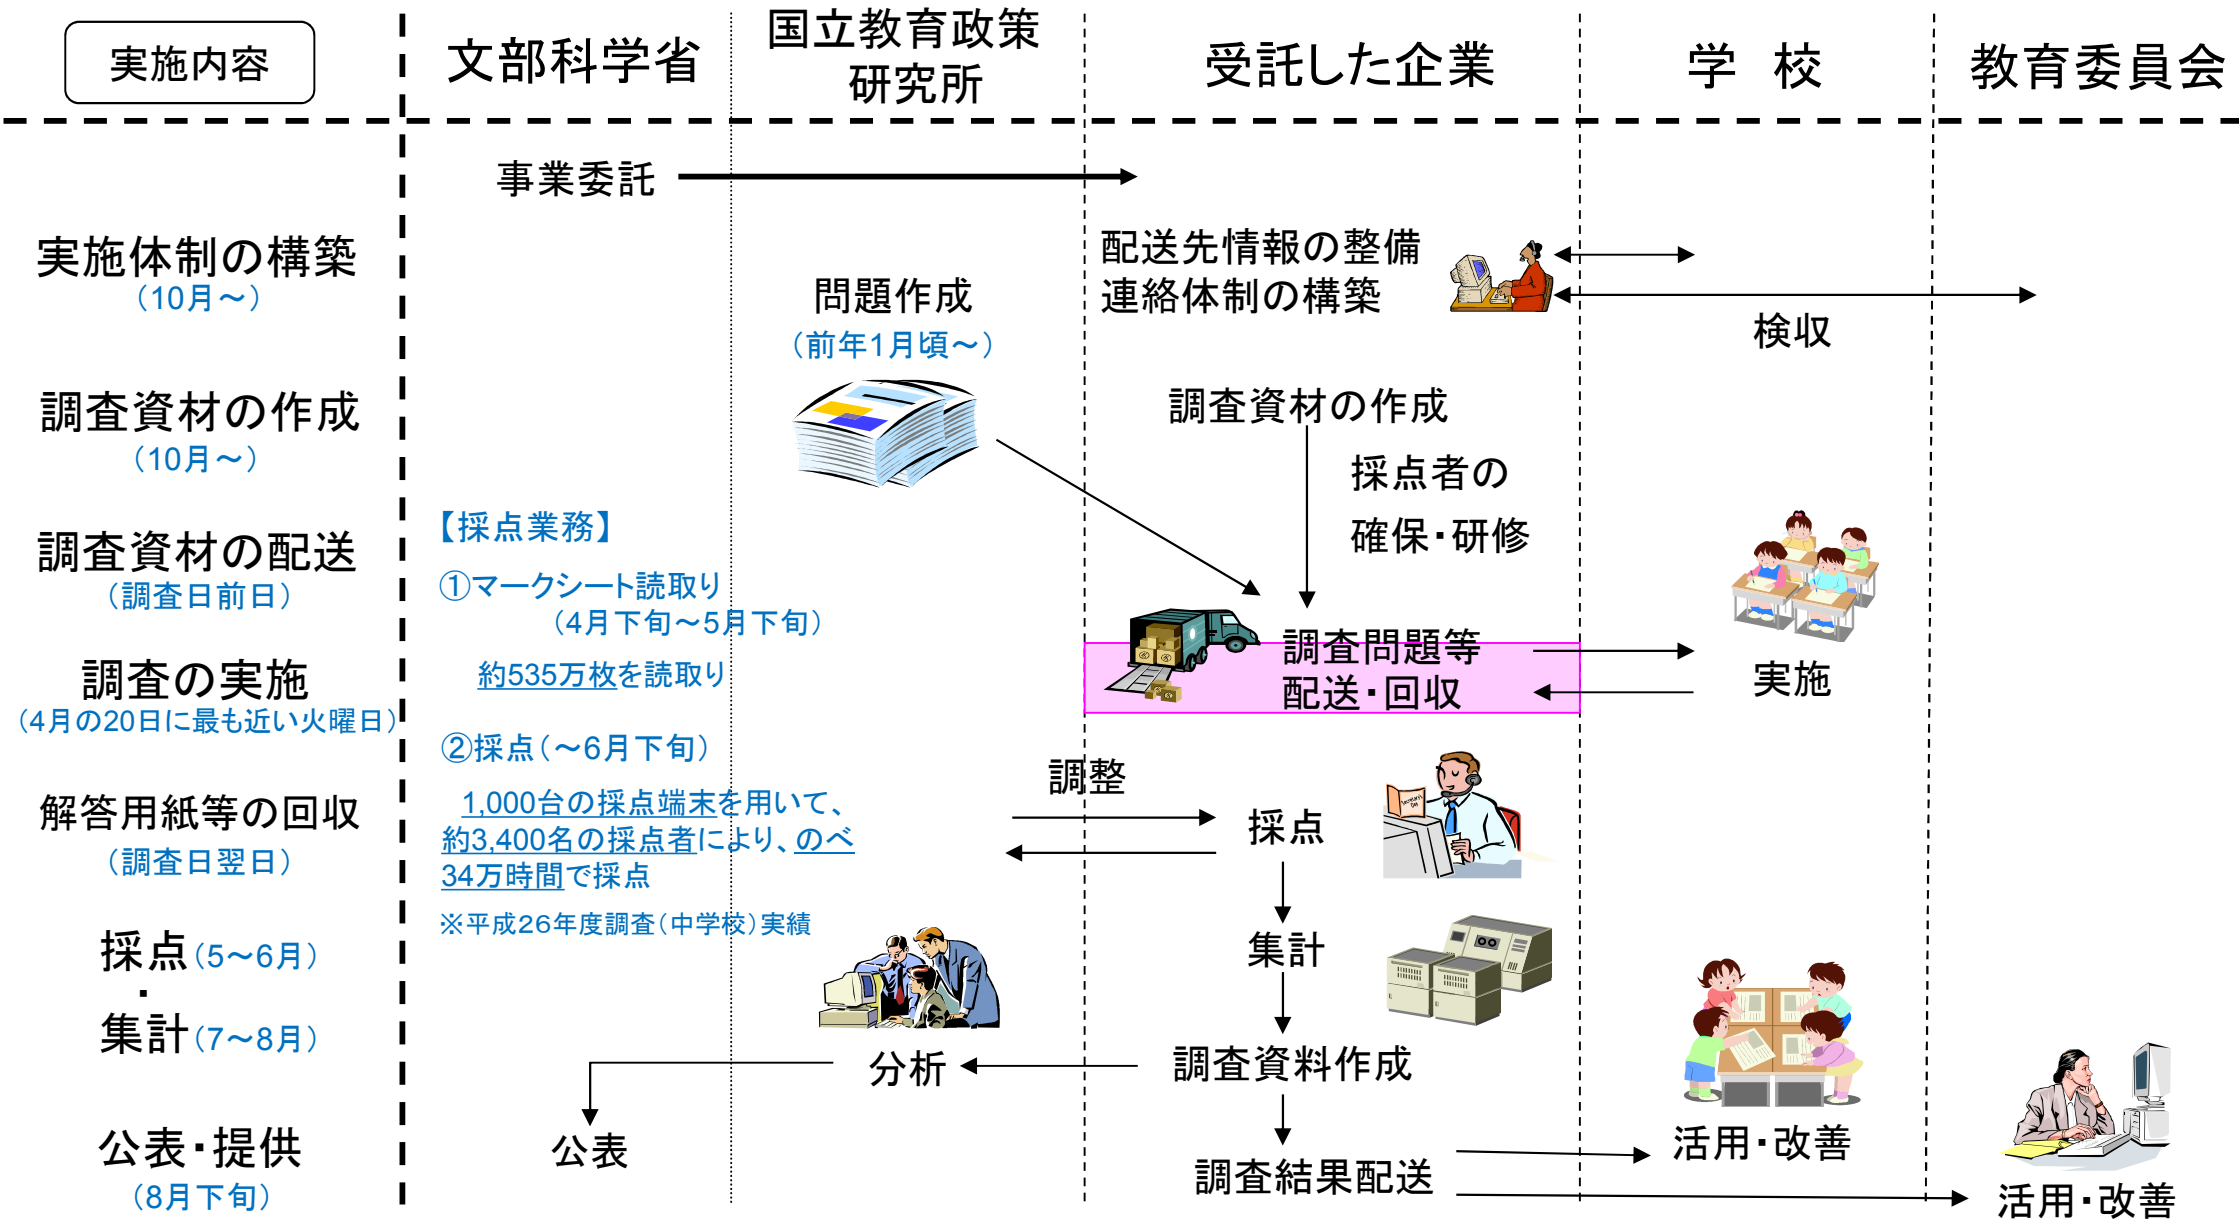 実施内容
文部科学省
国立教育政策
研究所
受託した企業
学 校
教育委員会
事業委託
実施体制の構築
(10月～)
問題作成
(前年1月頃～)
配送先情報の整備
連絡体制の構築
検収
調査資材の作成
(10月～)
調査資材の作成
採点者の
確保・研修
調査資材の配送
(調査日前日)
【採点業務】
①マークシート読取り
(4月下旬～5月下旬)
約535万枚を読取り
調査問題等
配送・回収
実施
調査の実施
(4月の20日に最も近い火曜日)
②採点(～6月下旬)
1,000台の採点端末を用いて、
約3,400名の採点者により、のべ
34万時間で採点
※平成26年度調査(中学校)実績
調整
採点
解答用紙等の回収
(調査日翌日)
採点(5～6月)
・
集計(7～8月)
集計
分析
調査資料作成
公表・提供
(8月下旬)
公表
調査結果配送
活用・改善
活用・改善